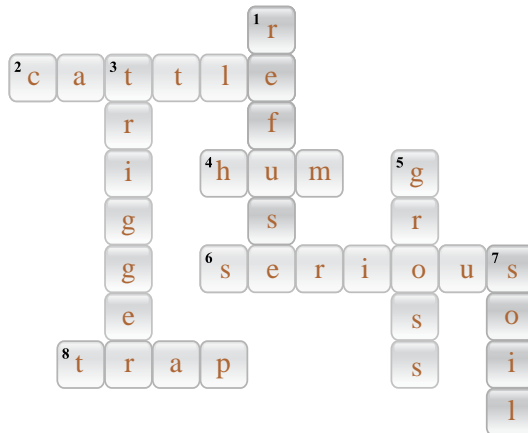 1 r
2 c a 3 t t l e
r f
i 4 h u m 5 g
g s r
g 6 s e r i o u 7 s
e s o
8 t r a p s i
l